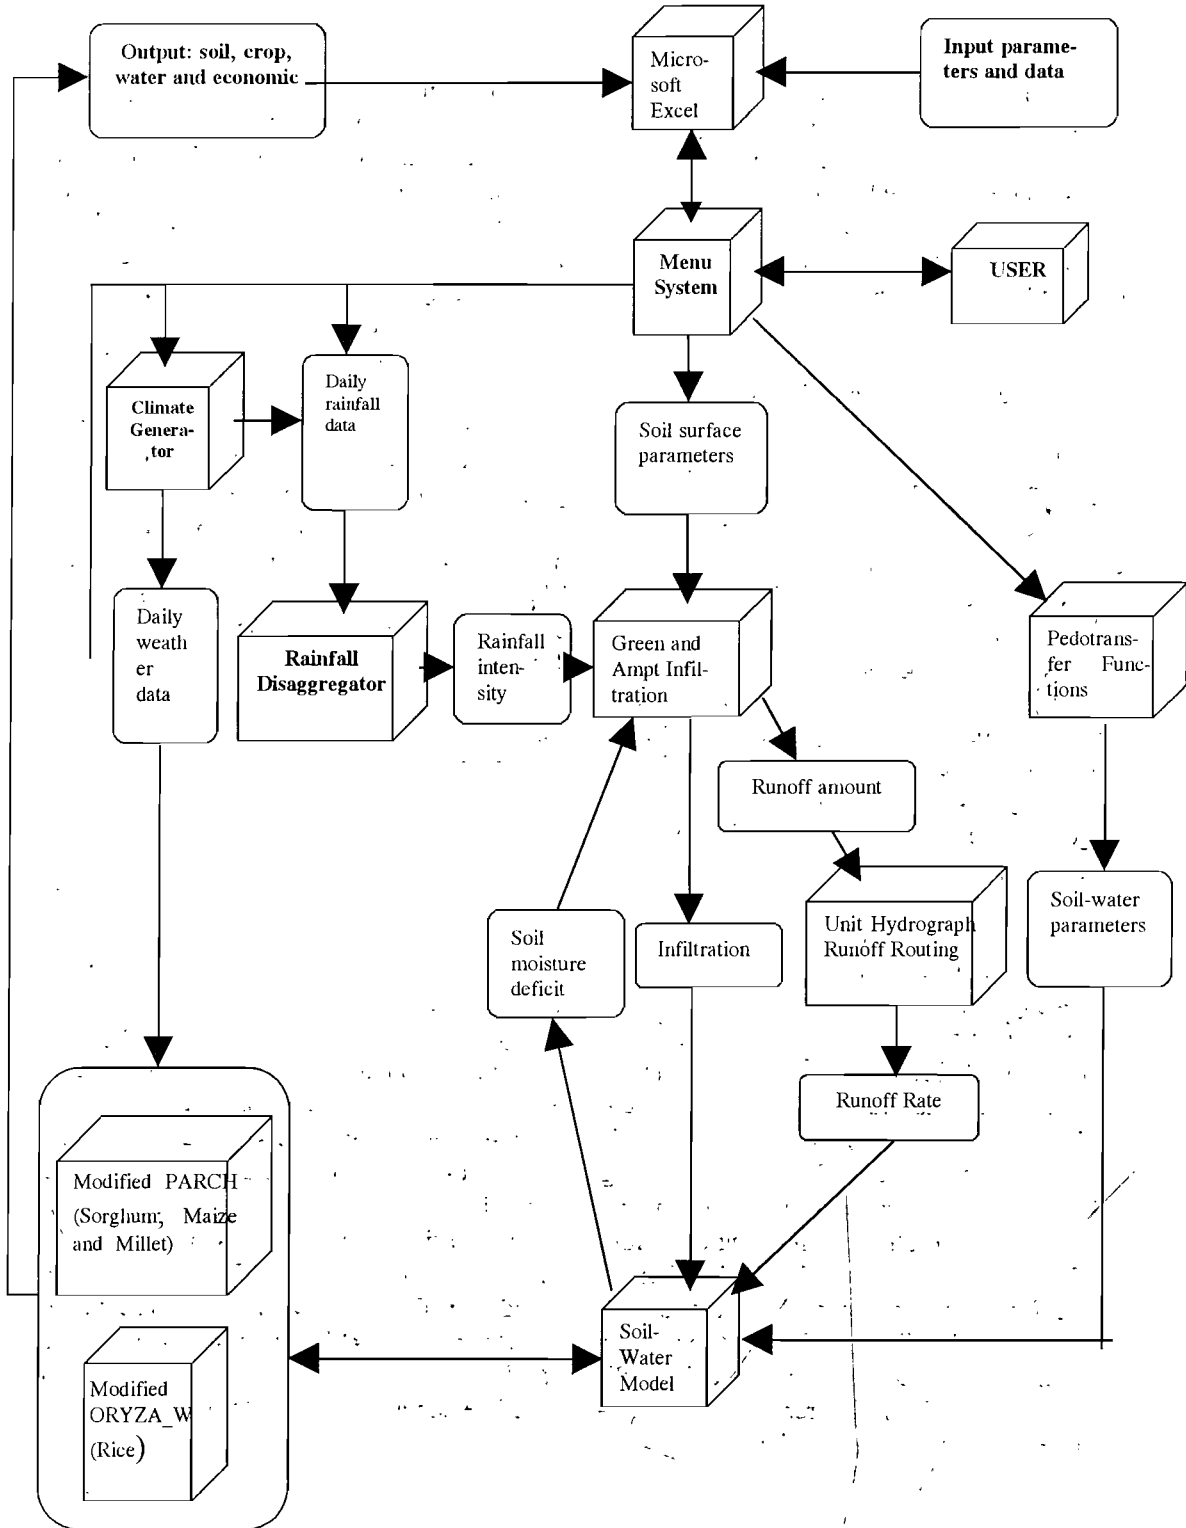 Output: soil, crop,
water and economic
Micro-
soft
Excel
Input parame-
ters and data
Menu
System
USER
Climate
Genera-
tor
Daily
rainfall
data
Soil surface
parameters
Daily
weath
er
data
Rainfall
Disaggregator
Rainfall
inten-
sity
Green and
Ampt Infil-
tration
Pedotrans-
fer Func-
tions
Runoff amount
Soil
moisture
deficit
Infiltration
Unit Hydrograph
Runoff Routing
Soil-water
parameters
Runoff Rate
Modified PARCH
(Sorghum, Maize
and Millet)
Soil-
Water
Model
Modified
ORYZA_W
(Rice)